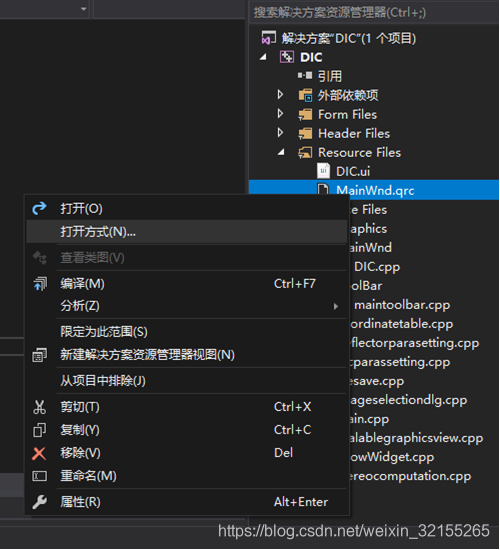 搜索解决方案资源管理器(Ctrl+;)
解决方案"DIC"(1 个项目)
DIC
引用
外部依赖项
Form Files
Header Files
Resource Files
DIC.ui
MainWnd.qrc
打开(O)
打开方式(N)...
查看类图(V)
编译(M) Ctrl+F7
分析(Z)
限定为此范围(S)
新建解决方案资源管理器视图(N)
从项目中排除(J)
剪切(T) Ctrl+X
复制(Y) Ctrl+C
移除(V) Del
重命名(M)
属性(R) Alt+Enter
ce Files
aphics
ainWnd
DIC.cpp
olBar
maintoolbar.cpp
ordinatetable.cpp
flectorparasetting.cpp
cparassetting.cpp
esave.cpp
ageselectiondlg.cpp
ain.cpp
alablegraphicsview.cpp
owWidget.cpp
ereocomputation.cpp
https://blog.csdn.net/weixin_32155265